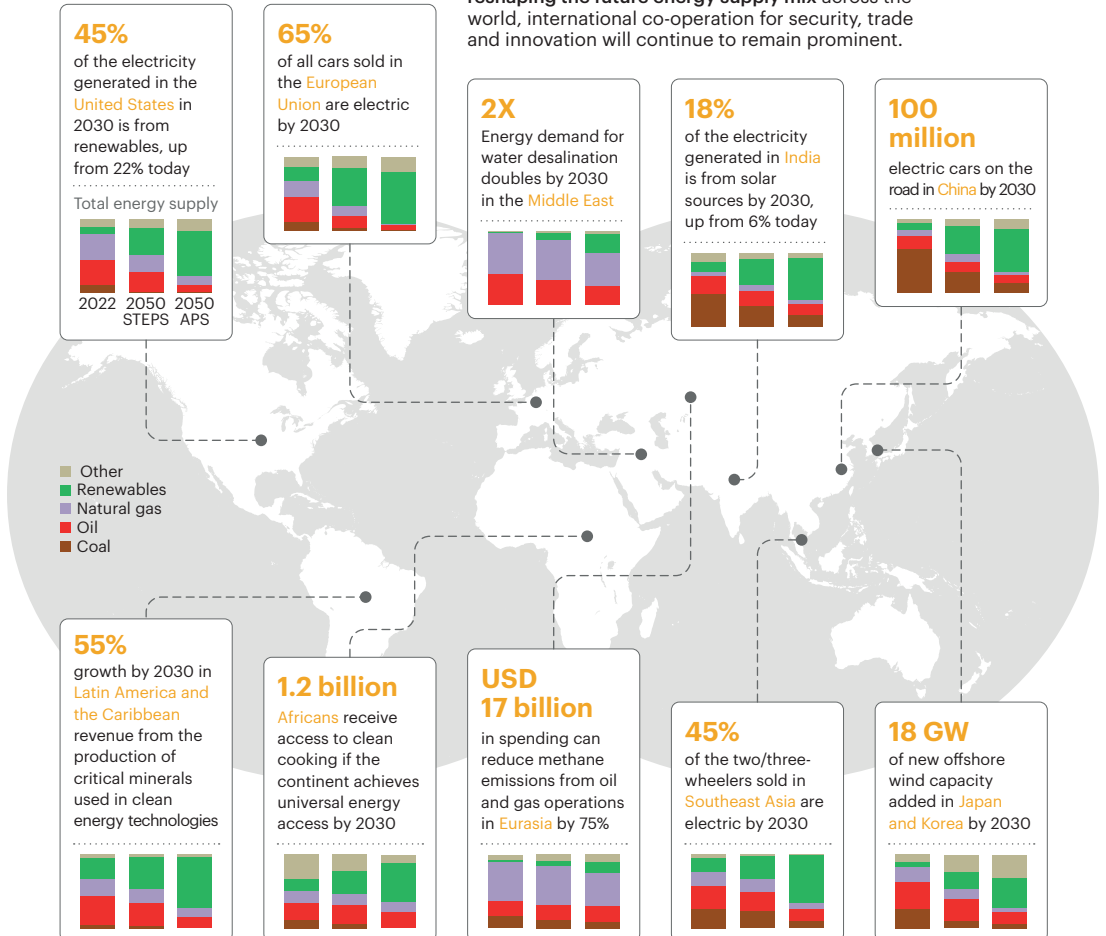 reshaping the future energy supply mix across the
world, international co-operation for security, trade
and innovation will continue to remain prominent.
45%
of the electricity
generated in the
United States in
2030 is from
renewables, up
from 22% today
Total energy supply
2022 2050 2050
STEPS APS
65%
of all cars sold in
the European
Union are electric
by 2030
2X
Energy demand for
water desalination
doubles by 2030
in the Middle East
18%
of the electricity
generated in India
is from solar
sources by 2030,
up from 6% today
100
million
electric cars on the
road in China by 2030
Other
Renewables
Natural gas
Oil
Coal
55%
growth by 2030 in
Latin America and
the Caribbean
revenue from the
production of
critical minerals
used in clean
energy technologies
1.2 billion
Africans receive
access to clean
cooking if the
continent achieves
universal energy
access by 2030
USD
17 billion
in spending can
reduce methane
emissions from oil
and gas operations
in Eurasia by 75%
45%
of the two/three-
wheelers sold in
Southeast Asia are
electric by 2030
18 GW
of new offshore
wind capacity
added in Japan
and Korea by 2030